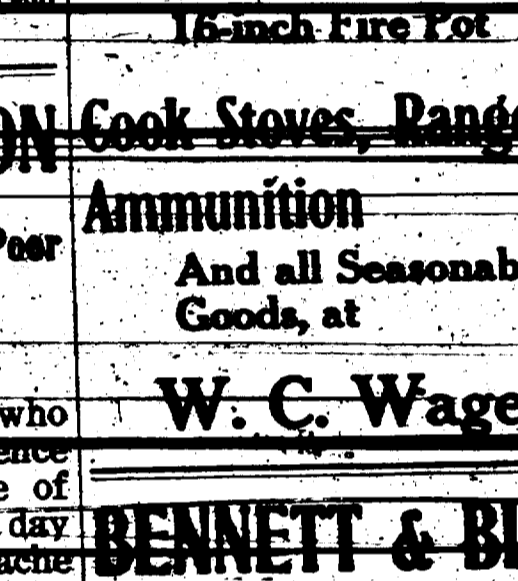 16-inch Fire Pot
ON
Cook Stoves, Range
Ammunition
Poor
And all Seasonab
Goods, at
W. C. Wage
who
ence
e of
day
ache
BENNETT & Bl